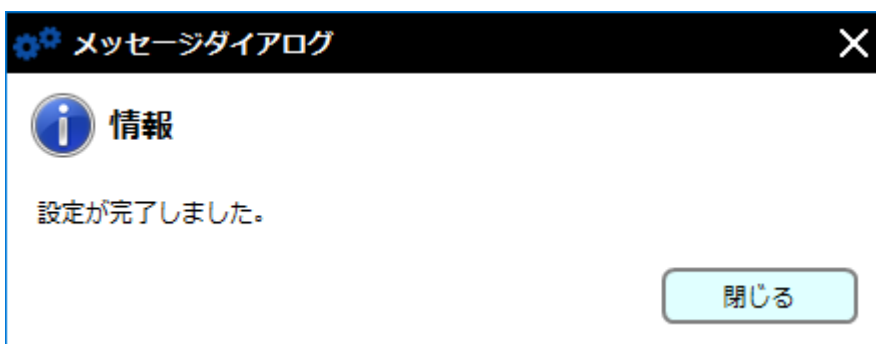 メッセージダイアログ
情報
設定が完了しました。
閉じる